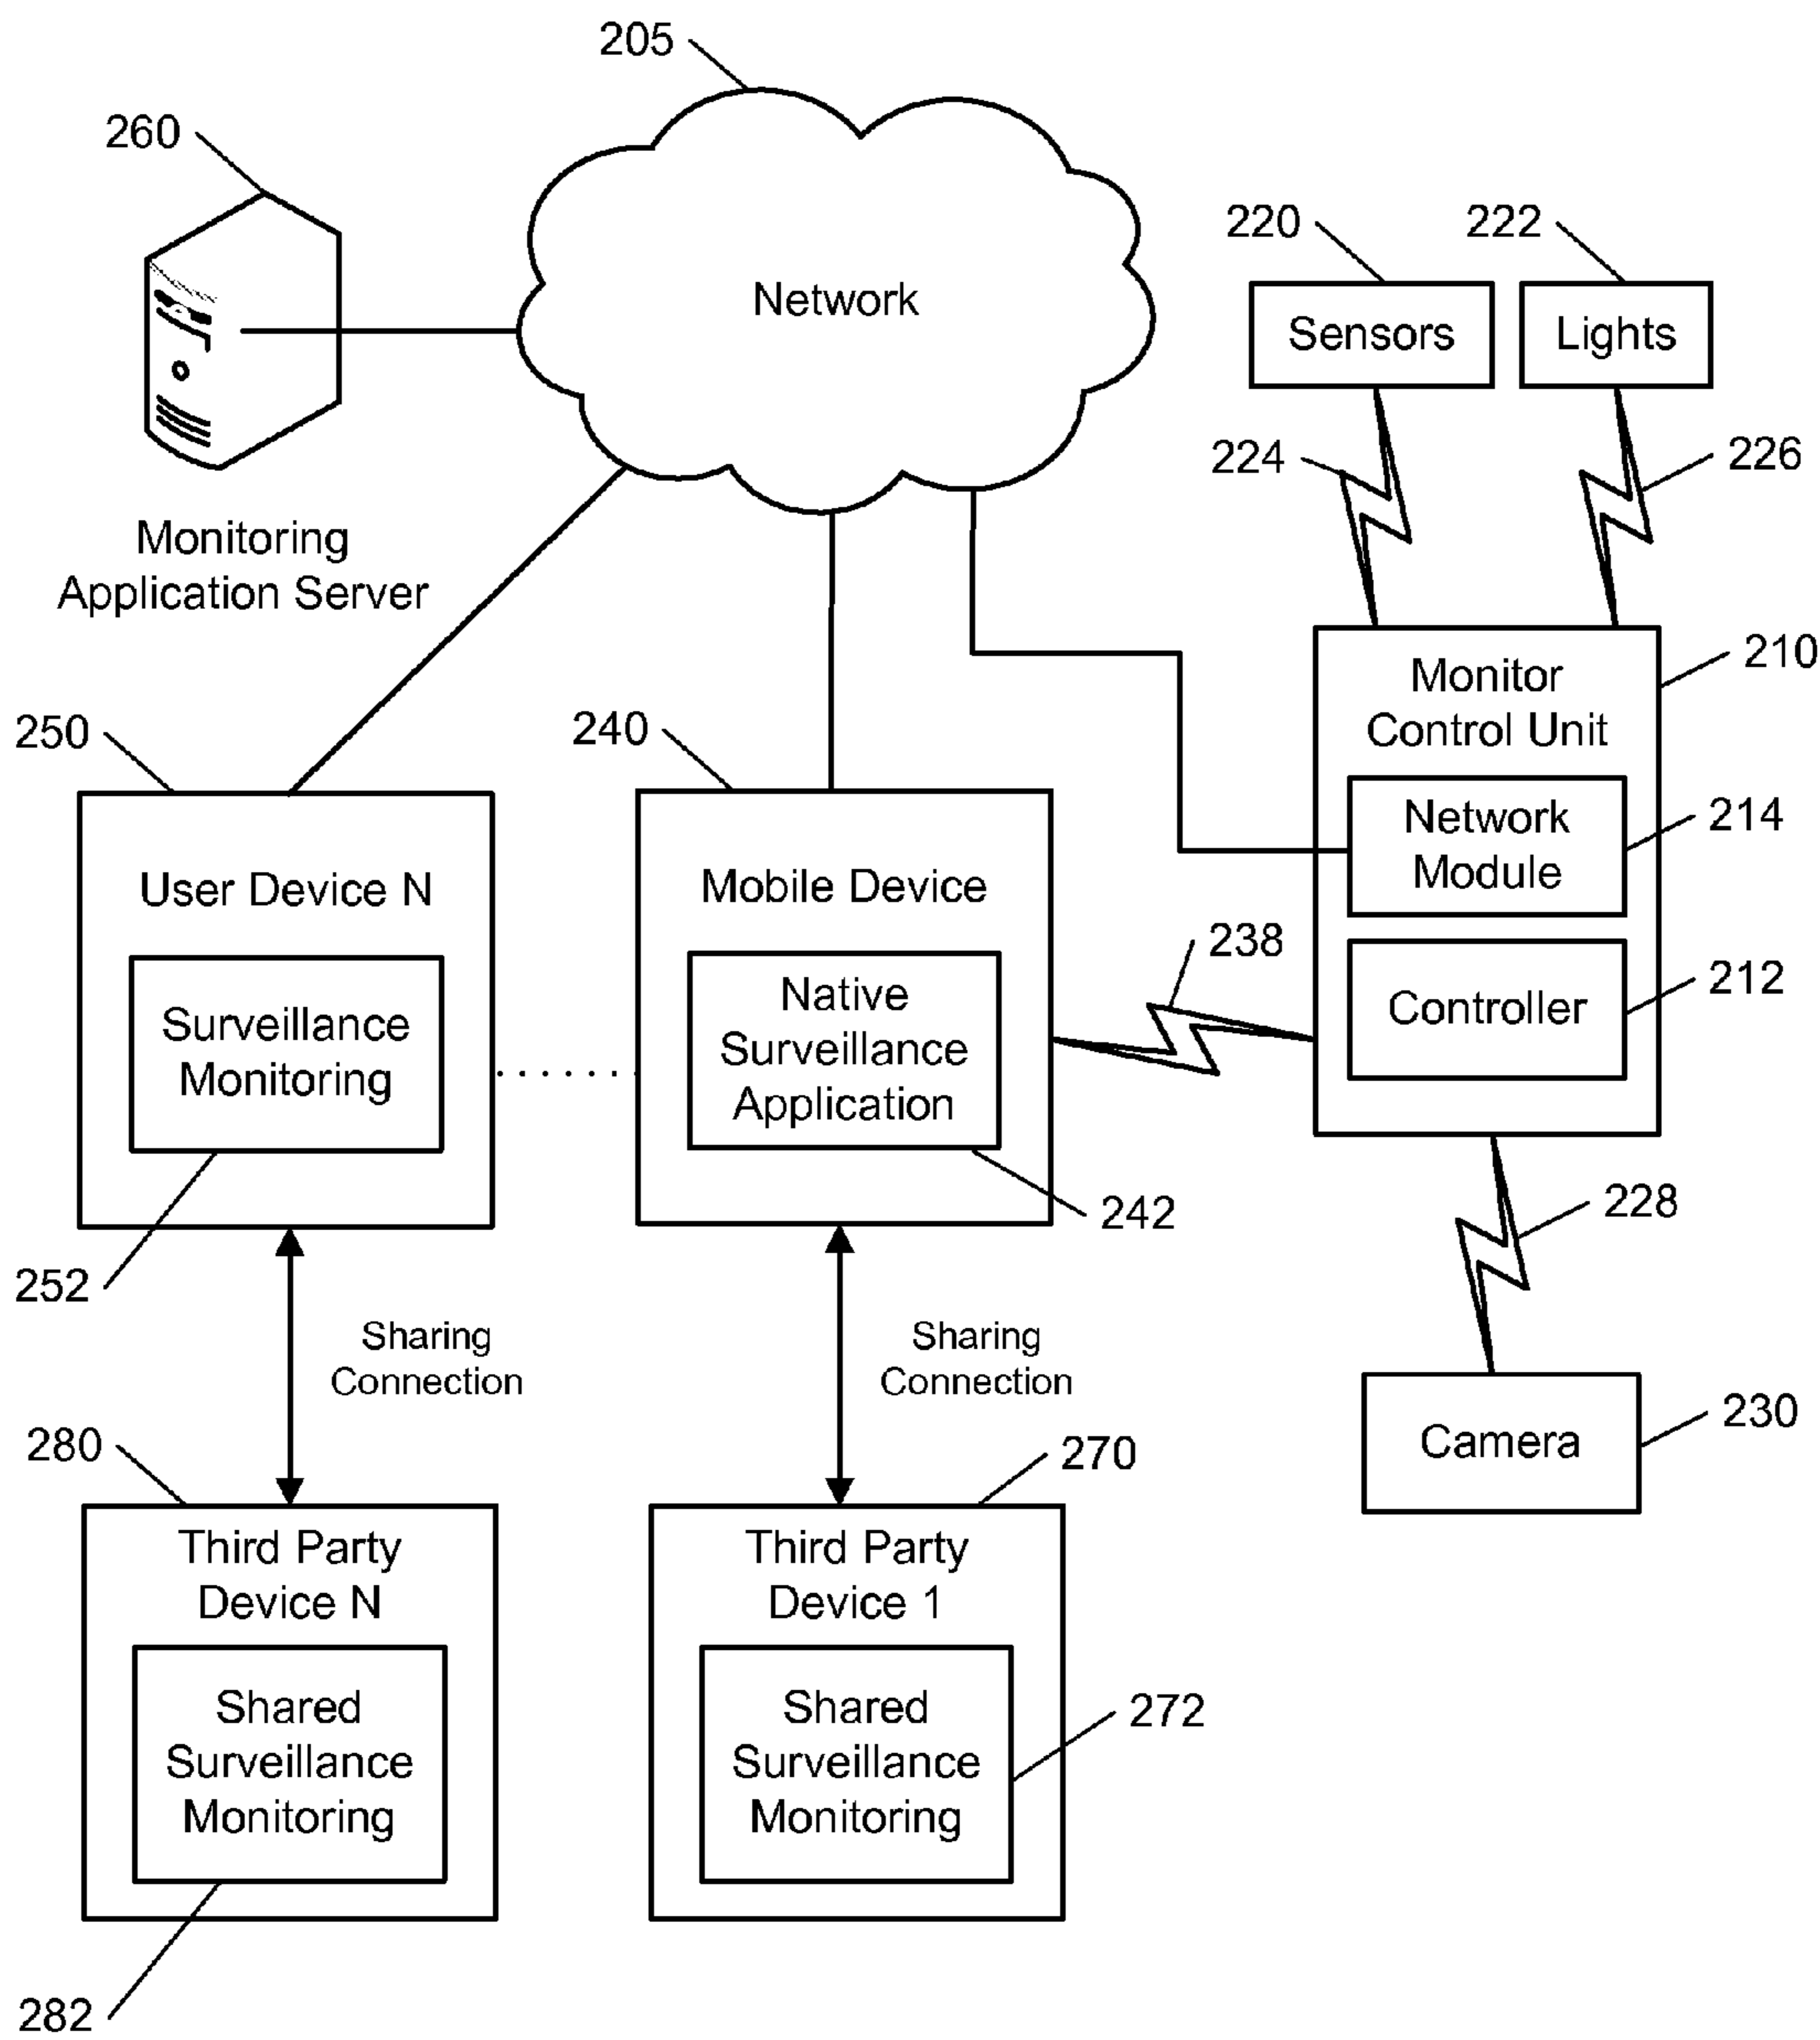 205
260
Network
220
222
Sensors
Lights
224
226
Monitoring
Application Server
210
Monitor
Control Unit
250
240
Network
Module
214
User Device N
Mobile Device
238
Controller
212
Surveillance
Monitoring
Native
Surveillance
Application
242
228
252
Sharing
Connection
Sharing
Connection
Camera
230
280
270
Third Party
Device N
Third Party
Device 1
Shared
Surveillance
Monitoring
Shared
Surveillance
Monitoring
272
282